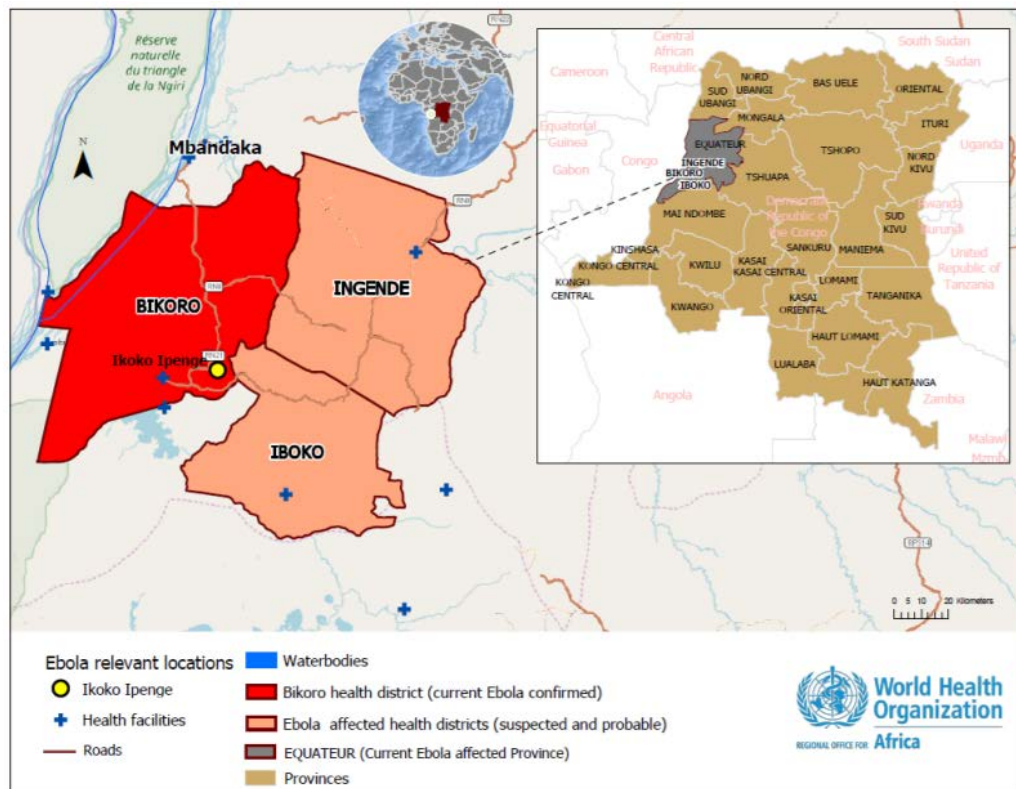 Réserve
naturelle
du triangle
de la Ngiri
N
Mbandaka
RN8
RN8
BIKORO
INGENDE
Ikoko Ipenge
RN21
IBOKO
RP314
0 5 10 20 Kilometers
Central
African
Republic
South Sudan
Sudan
Cameroon
Equatorial
Guinea
Gabon
Congo
Uganda
Rwanda
Burundi
United
Republic of
Tanzania
Democratic
Republic of
the Congo
Angola
Zambia
Malawi
NORD
UBANGI
SUD
UBANGI
BAS UELE
ORIENTAL
MONGALA
ITURI
EQUATEUR
TSHOPO
INGENDE
BIKORO
IBOKO
TSHUAPA
NORD
KIVU
MAI NDOMBE
SUD
KIVU
KINSHASA
SANKURU
MANIEMA
KONGO CENTRAL
KWILU
KASAI
KASAI CENTRAL
LOMAMI
KONGO
CENTRAL
KWANGO
KASAI
ORIENTAL
TANGANIKA
HAUT LOMAMI
LUALABA
HAUT KATANGA
Ebola relevant locations
Ikoko Ipenge
Health facilities
Roads
Waterbodies
Bikoro health district (current Ebola confirmed)
Ebola affected health districts (suspected and probable)
EQUATEUR (Current Ebola affected Province)
Provinces
World Health
Organization
REGIONAL OFFICE FOR Africa